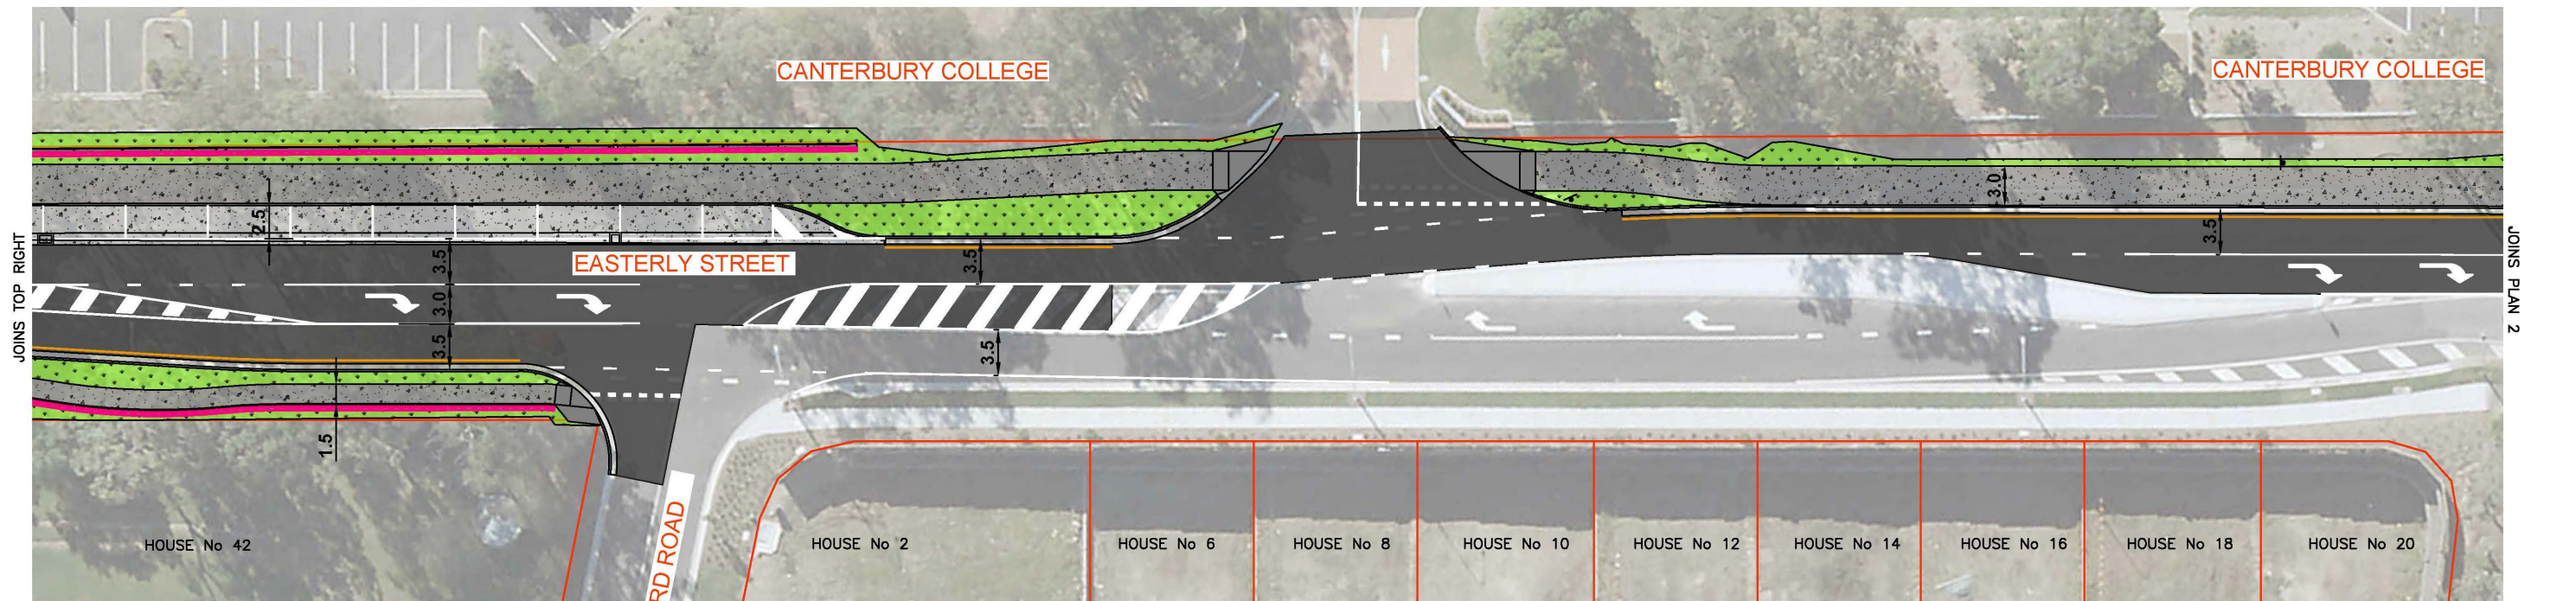 CANTERBURY COLLEGE
CANTERBURY COLLEGE
JOINS TOP RIGHT
2.5
3.5
3.0
3.5
EASTERLY STREET
3.5
3.5
3.0
3.5
JOINS PLAN 2
1.5
RD ROAD
HOUSE No 42
HOUSE No 2
HOUSE No 6
HOUSE No 8
HOUSE No 10
HOUSE No 12
HOUSE No 14
HOUSE No 16
HOUSE No 18
HOUSE No 20